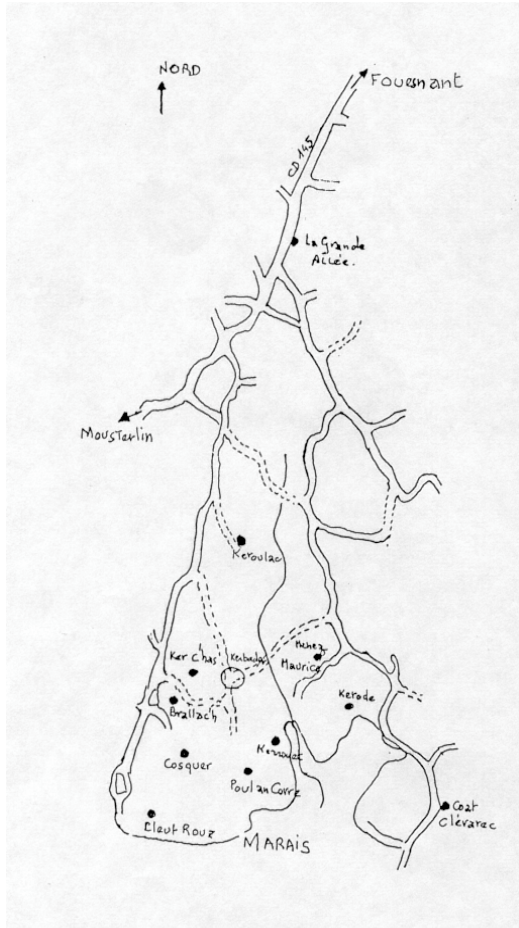 NORD
Fouesnant
CD 145
La Grande
Allée.
Mousterlin
Keroulac
Ker Chas
Menez
Maurice
Brallac'h
Kerode
Cosquer
Poul an Corre
Cleut Rouz
MARAIS
Coat
Clévarec